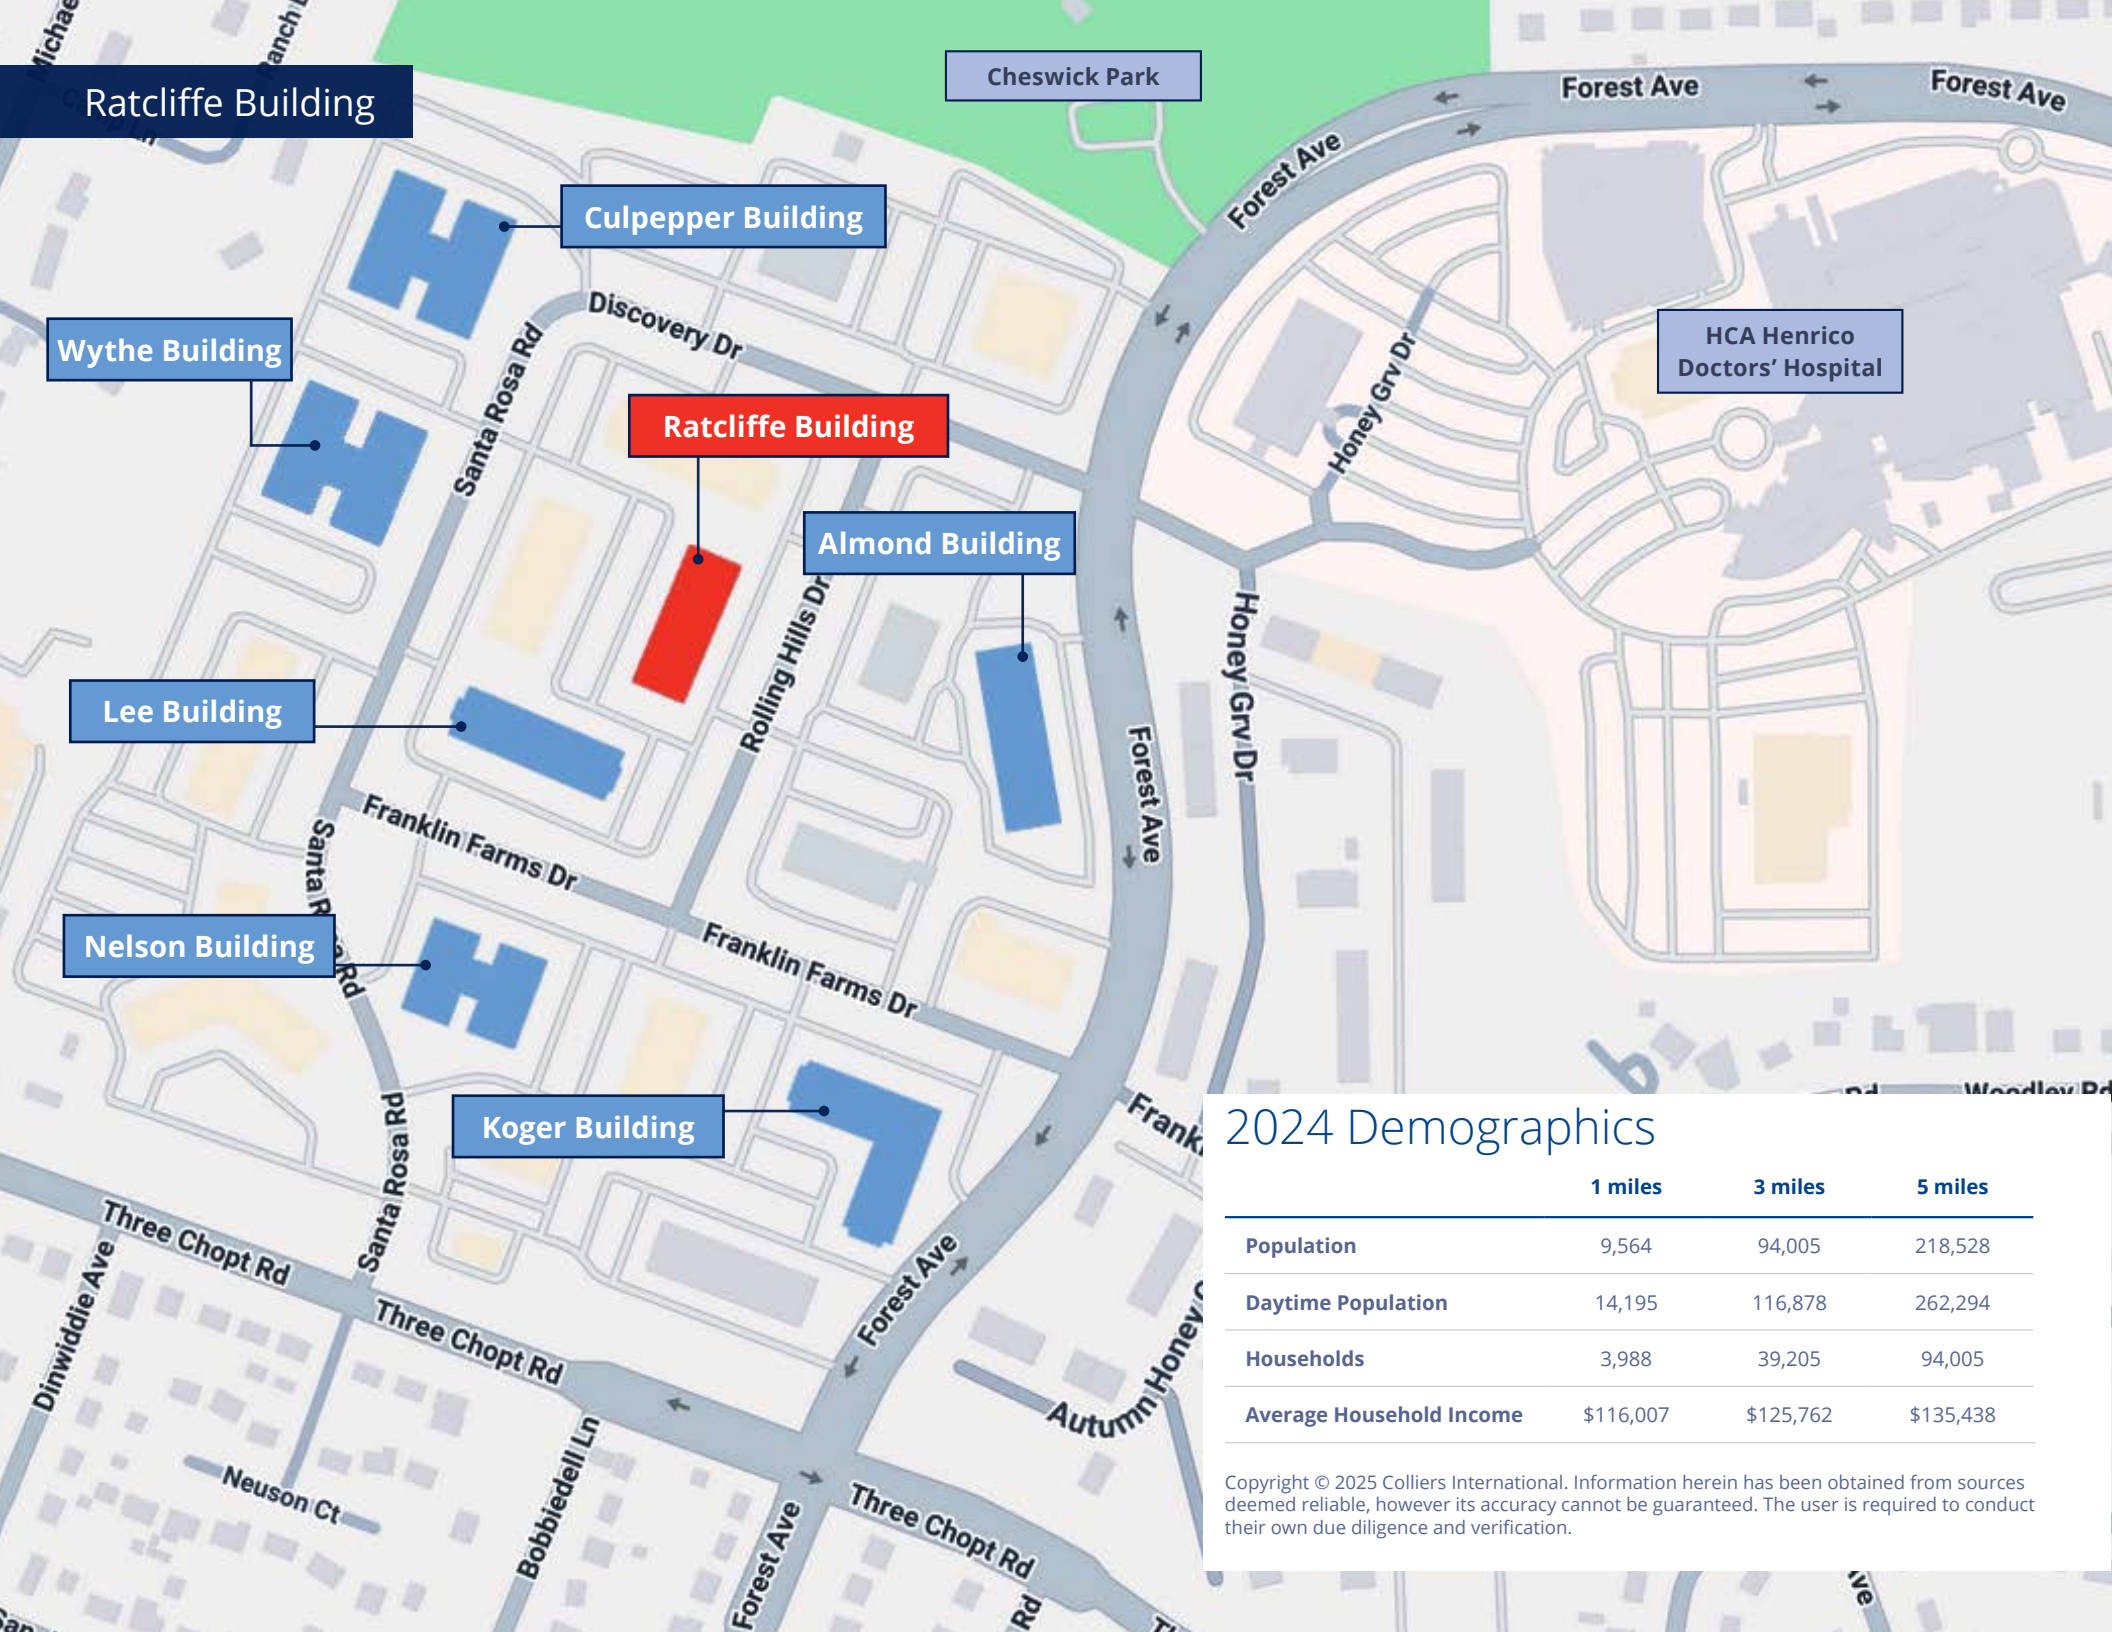 Michae
Ranch
Ratcliffe Building
Cheswick Park
Forest Ave
Forest Ave
Forest Ave
Culpepper Building
Discovery Dr
Wythe Building
Santa Rosa Rd
HCA Henrico
Doctors’ Hospital
Honey Grv Dr
Ratcliffe Building
Almond Building
Rolling Hills Dr
Honey Grv Dr
Lee Building
Forest Ave
Franklin Farms Dr
Nelson Building
Franklin Farms Dr
Koger Building
Santa Rosa Rd
Woodley Rd
Three Chopt Rd
Dinwiddie Ave
Three Chopt Rd
Forest Ave
Autumn Honey
Neuson Ct
Bobbiedell Ln
Forest Ave
Three Chopt Rd
Rd
2024 Demographics
1 miles 3 miles 5 miles
Population 9,564 94,005 218,528
Daytime Population 14,195 116,878 262,294
Households 3,988 39,205 94,005
Average Household Income $116,007 $125,762 $135,438
Copyright © 2025 Colliers International. Information herein has been obtained from sources
deemed reliable, however its accuracy cannot be guaranteed. The user is required to conduct
their own due diligence and verification.